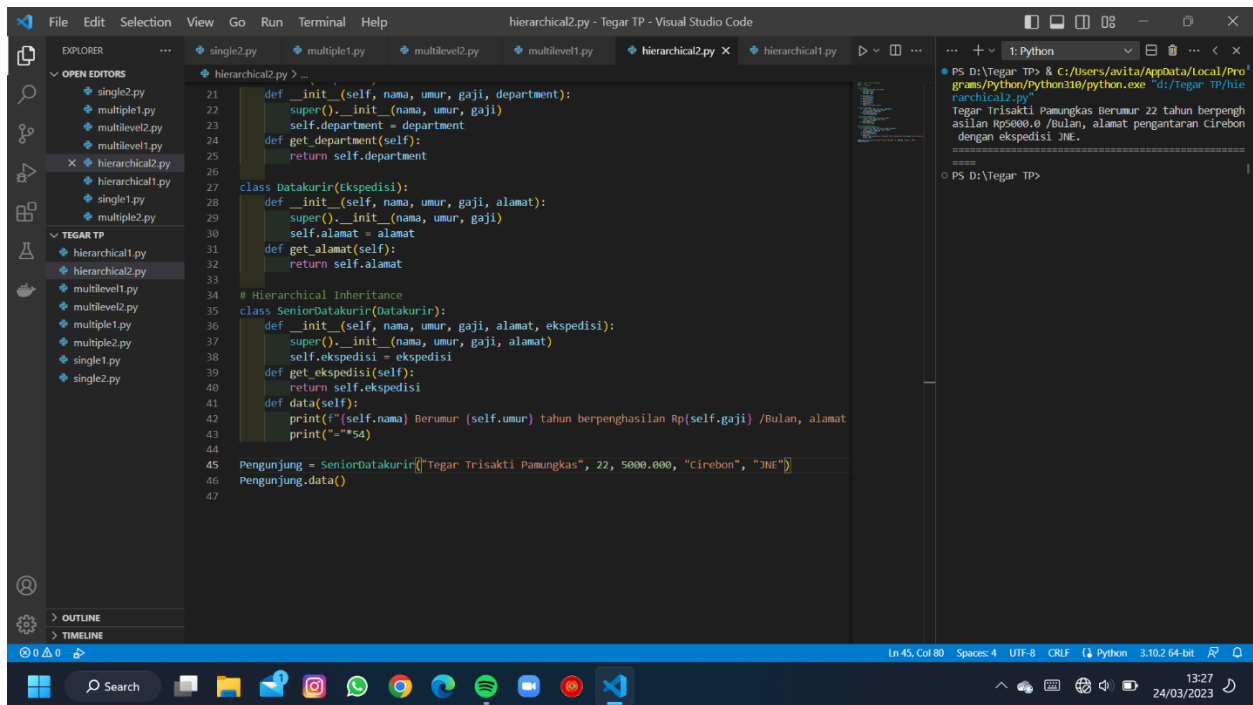 File Edit Selection View Go Run Terminal Help
hierarchical2.py - Tegar TP - Visual Studio Code
EXPLORER
OPEN EDITORS
single2.py
multiple1.py
multilevel2.py
multilevel1.py
hierarchical2.py
hierarchical1.py
single1.py
multiple2.py
TEGAR TP
hierarchical1.py
hierarchical2.py
multilevel1.py
multilevel2.py
multiple1.py
multiple2.py
single1.py
single2.py
OUTLINE
TIMELINE
single2.py multiple1.py multilevel2.py multilevel1.py hierarchical2.py hierarchical1.py
hierarchical2.py > ...
21 def __init__(self, nama, umur, gaji, department):
22 super().__init__(nama, umur, gaji)
23 self.department = department
24 def get_department(self):
25 return self.department
26
27 class Datakurir(Ekspedisi):
28 def __init__(self, nama, umur, gaji, alamat):
29 super().__init__(nama, umur, gaji)
30 self.alamat = alamat
31 def get_alamat(self):
32 return self.alamat
33
34 # Hierarchical Inheritance
35 class SeniorDatakurir(Datakurir):
36 def __init__(self, nama, umur, gaji, alamat, ekspedisi):
37 super().__init__(nama, umur, gaji, alamat)
38 self.ekspedisi = ekspedisi
39 def get_ekspedisi(self):
40 return self.ekspedisi
41 def data(self):
42 print(f"{self.nama} Berumur {self.umur} tahun berpenghasilan Rp{self.gaji} /Bulan, alamat
43 print("="*54)
44
45 Pengunjung = SeniorDatakurir("Tegar Trisakti Pamungkas", 22, 5000.000, "Cirebon", "JNE")
46 Pengunjung.data()
47
1: Python
PS D:\Tegar TP> & C:/Users/avita/AppData/Local/Pro
grams/Python/Python310/python.exe "d:/Tegar TP/hie
rarchical2.py"
Tegar Trisakti Pamungkas Berumur 22 tahun berpengh
asilan Rp5000.0 /Bulan, alamat pengantaran Cirebon
dengan ekspedisi JNE.
==================================================
====
PS D:\Tegar TP>
0 0
Ln 45, Col 80 Spaces: 4 UTF-8 CRLF Python 3.10.2 64-bit
Search
1
13:27
24/03/2023